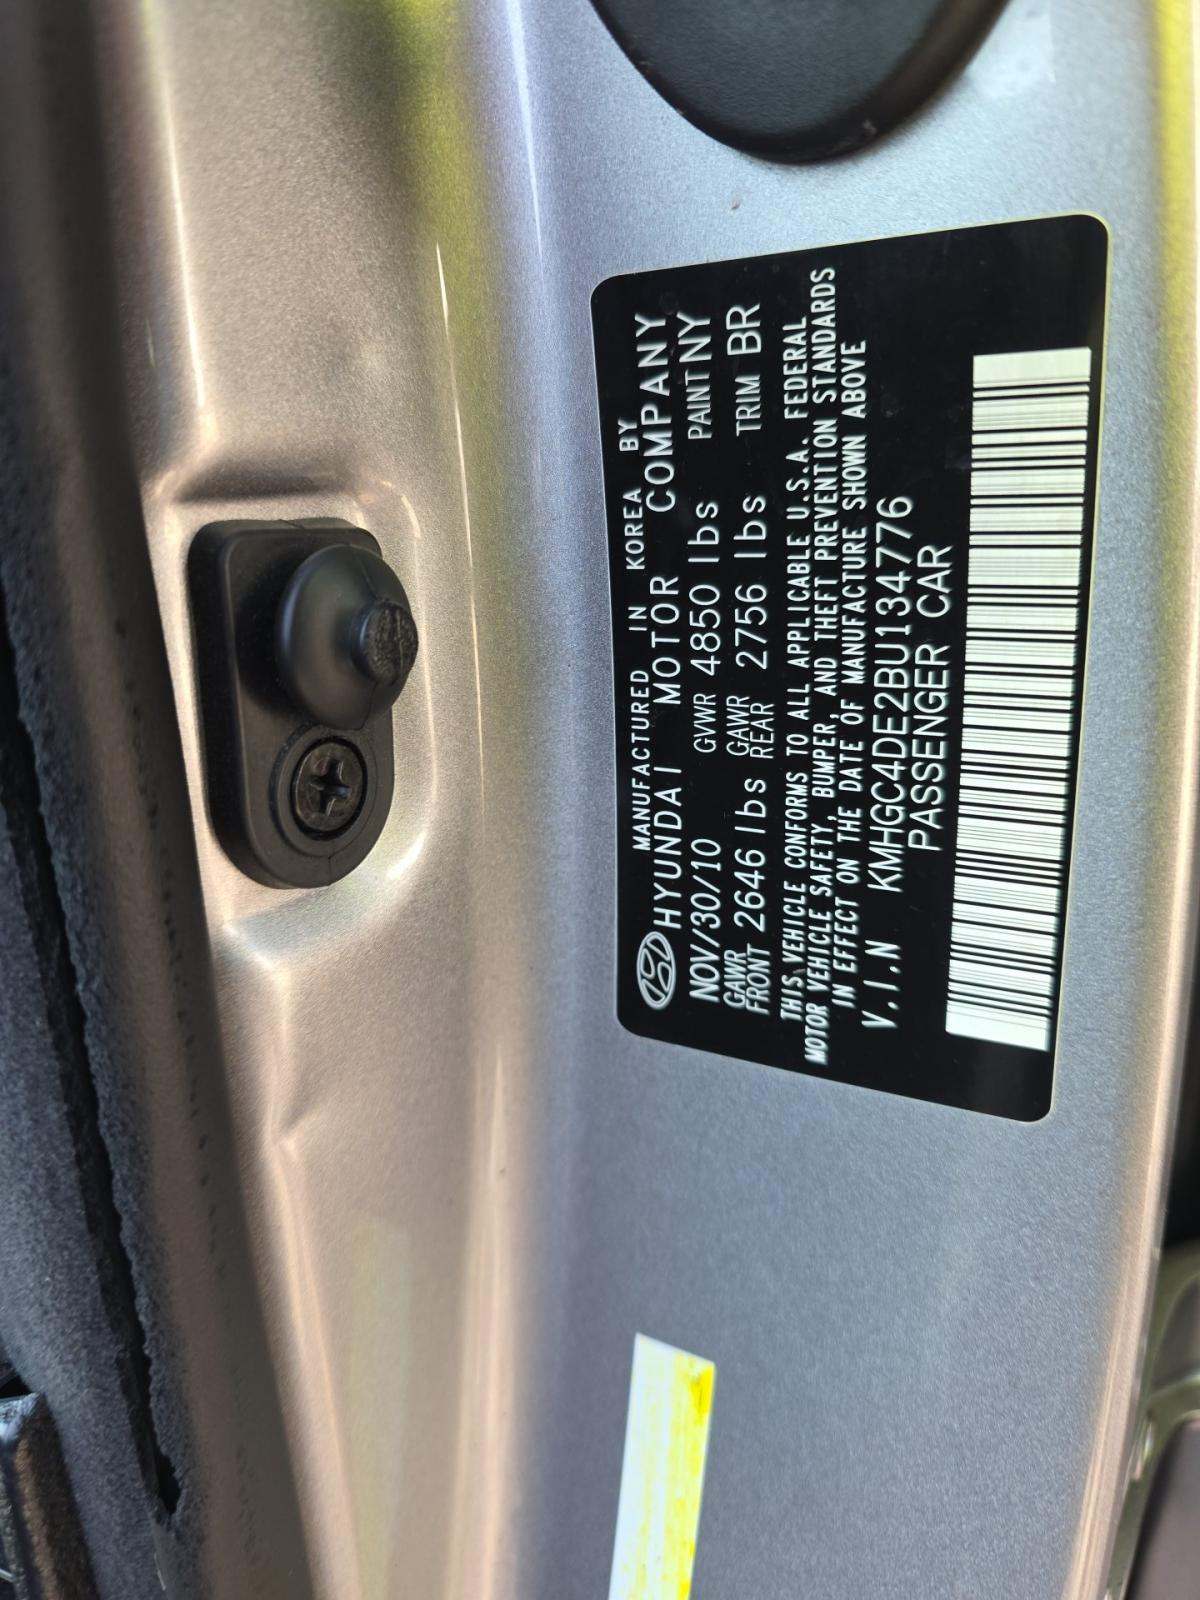 MANUFACTURED IN KOREA BY
HYUNDAI MOTOR COMPANY
NOV/30/10 GVWR 4850 lbs PAINT NY
GAWR FRONT 2646 lbs GAWR REAR 2756 lbs TRIM BR
THIS VEHICLE CONFORMS TO ALL APPLICABLE U.S.A. FEDERAL
MOTOR VEHICLE SAFETY, BUMPER, AND THEFT PREVENTION STANDARDS
IN EFFECT ON THE DATE OF MANUFACTURE SHOWN ABOVE
V.I.N KMHGC4DE2BU134776
PASSENGER CAR